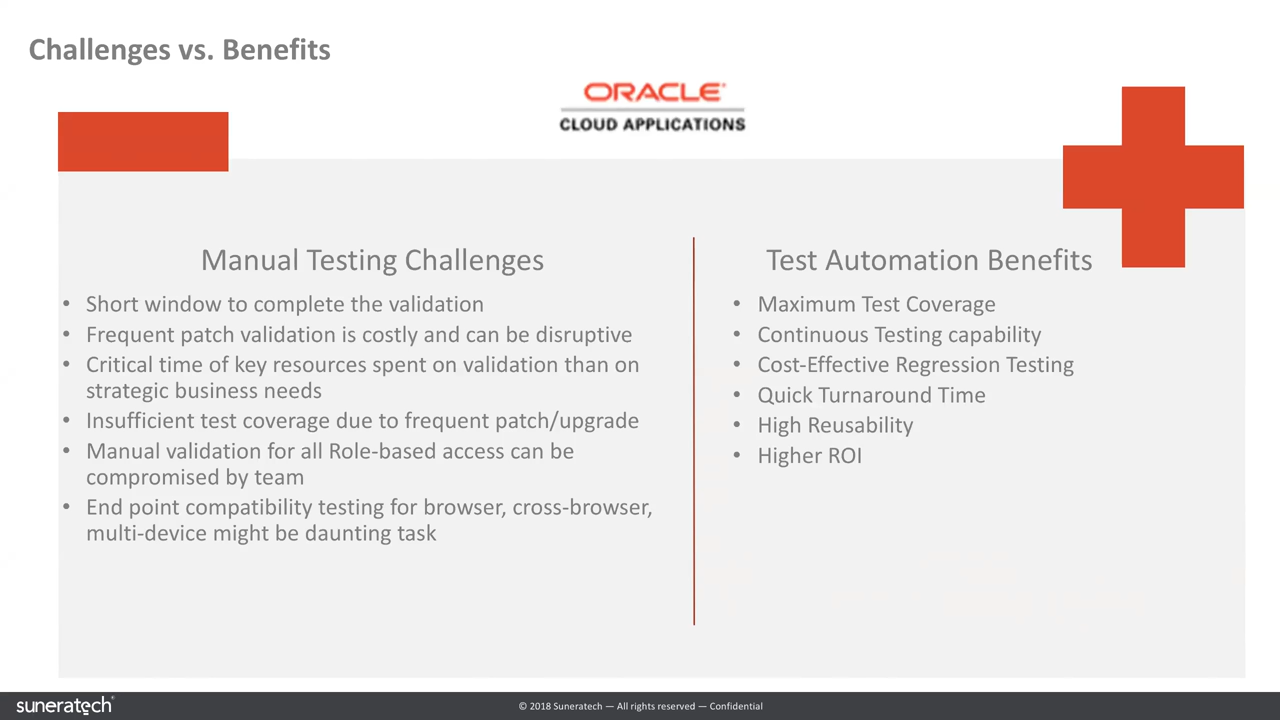 Challenges vs. Benefits
ORACLE
CLOUD APPLICATIONS
Manual Testing Challenges
• Short window to complete the validation
• Frequent patch validation is costly and can be disruptive
• Critical time of key resources spent on validation than on
strategic business needs
• Insufficient test coverage due to frequent patch/upgrade
• Manual validation for all Role-based access can be
compromised by team
• End point compatibility testing for browser, cross-browser,
multi-device might be daunting task
Test Automation Benefits
• Maximum Test Coverage
• Continuous Testing capability
• Cost-Effective Regression Testing
• Quick Turnaround Time
• High Reusability
• Higher ROI
suneratech®
© 2018 Suneratech — All rights reserved — Confidential